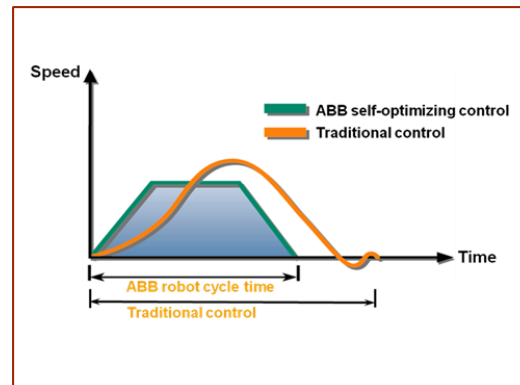 Speed
ABB self-optimizing control
Traditional control
Time
ABB robot cycle time
Traditional control